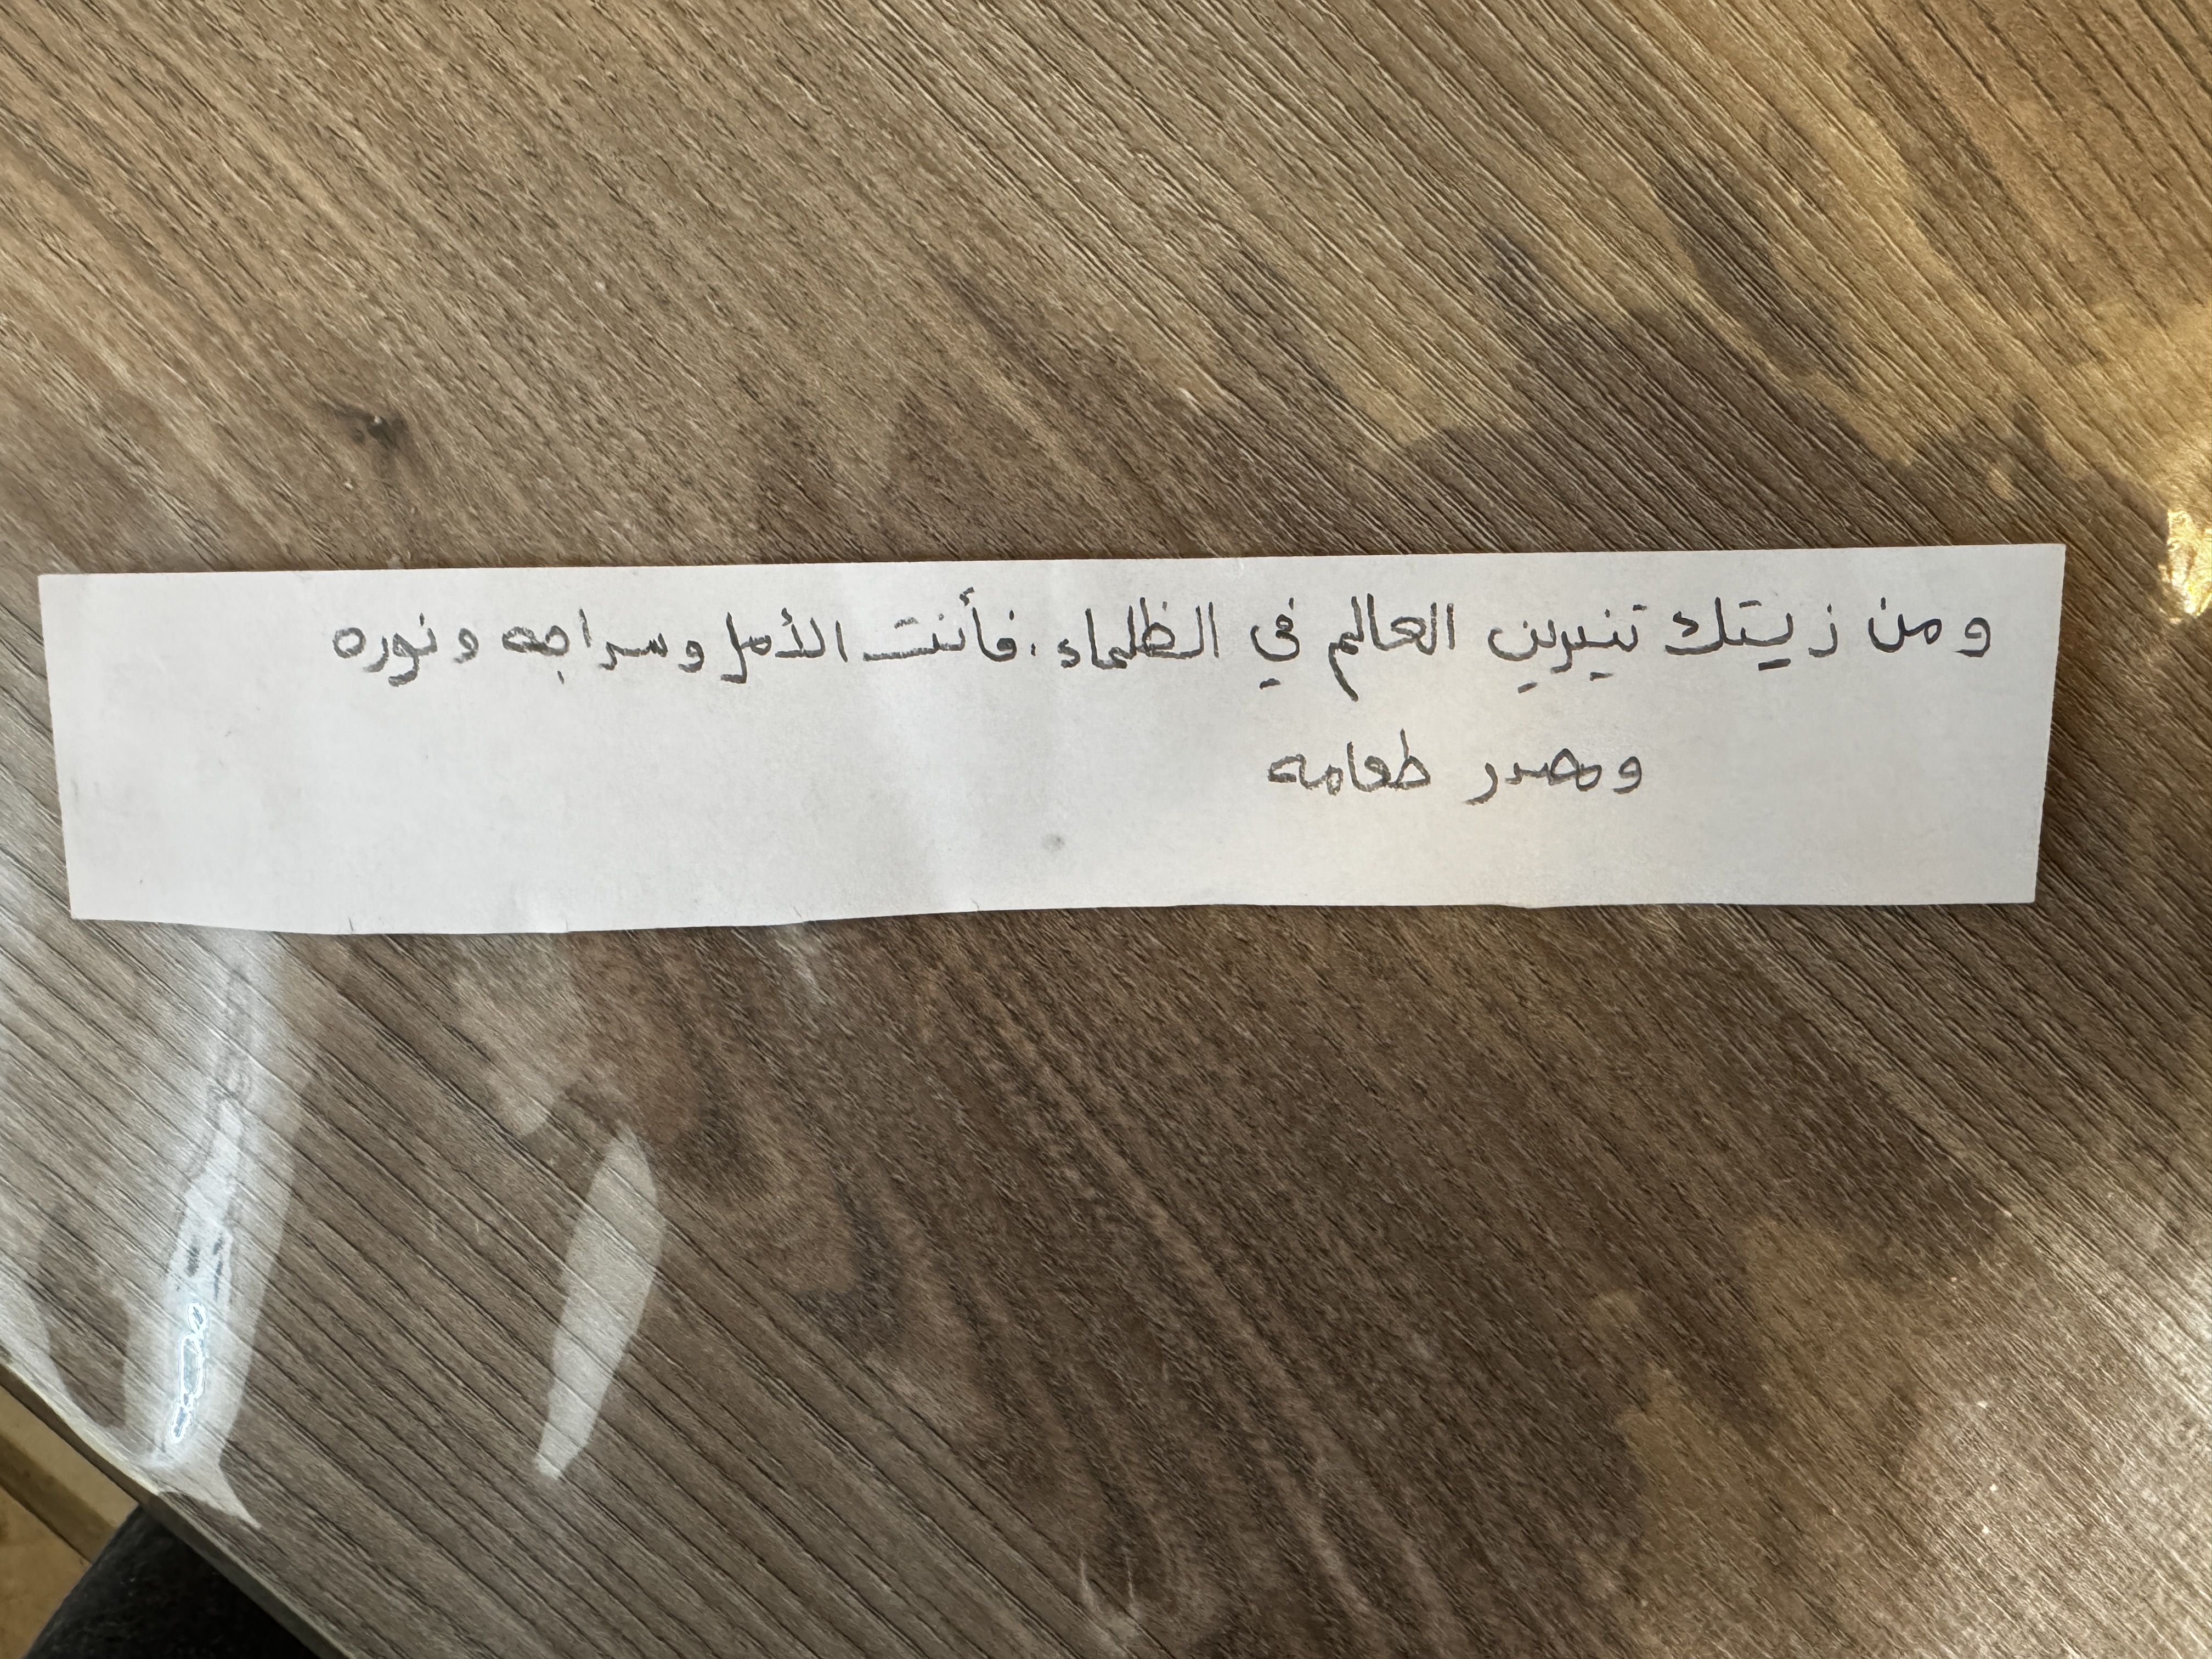 ومن زيتك تنيرين العالم في الظلماء. فأنت الأمل وسراجه ونوره
ومصدر طعامه